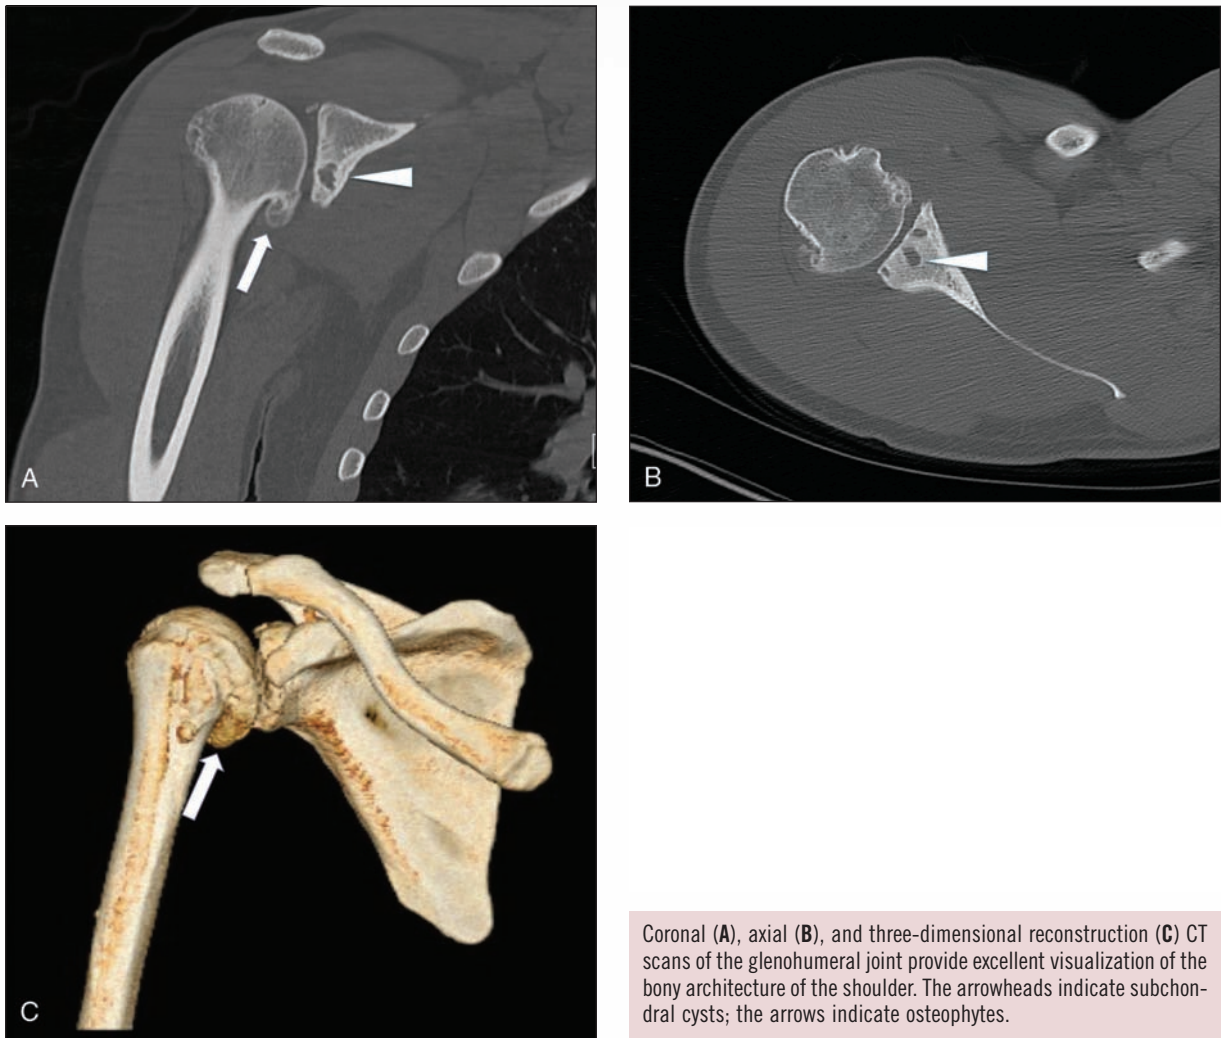 A
B
C
Coronal (A), axial (B), and three-dimensional reconstruction (C) CT
scans of the glenohumeral joint provide excellent visualization of the
bony architecture of the shoulder. The arrowheads indicate subchon-
dral cysts; the arrows indicate osteophytes.